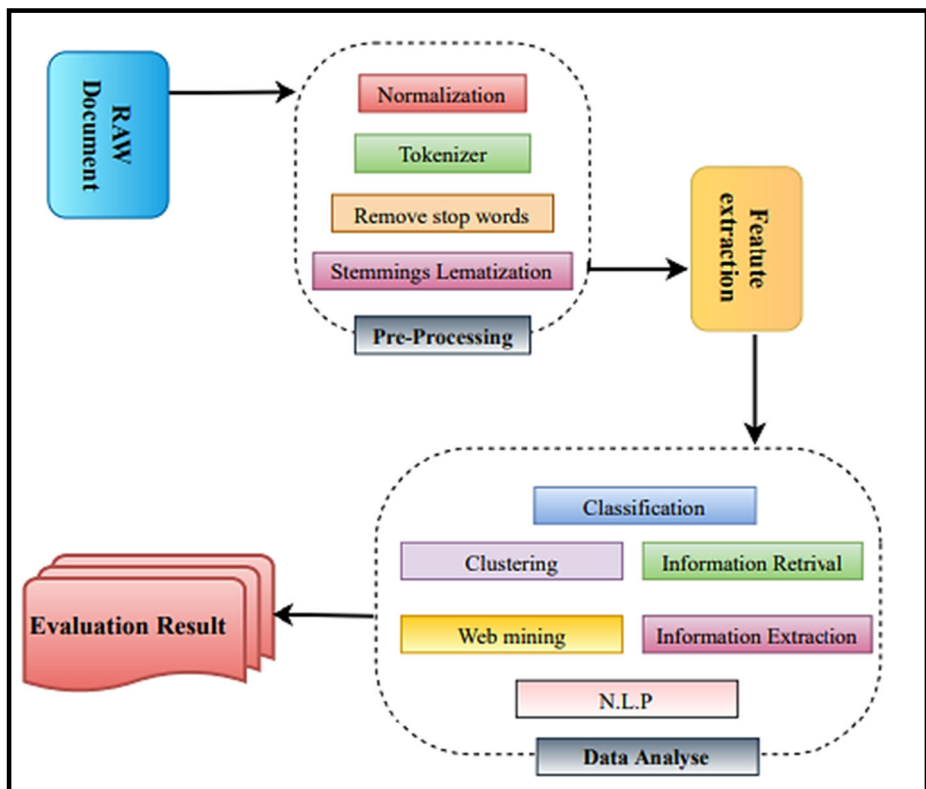 RAW
Document
Normalization
Tokenizer
Remove stop words
Stemmings Lematization
Pre-Processing
Featute
extraction
Classification
Clustering
Information Retrival
Web mining
Information Extraction
N.L.P
Data Analyse
Evaluation Result